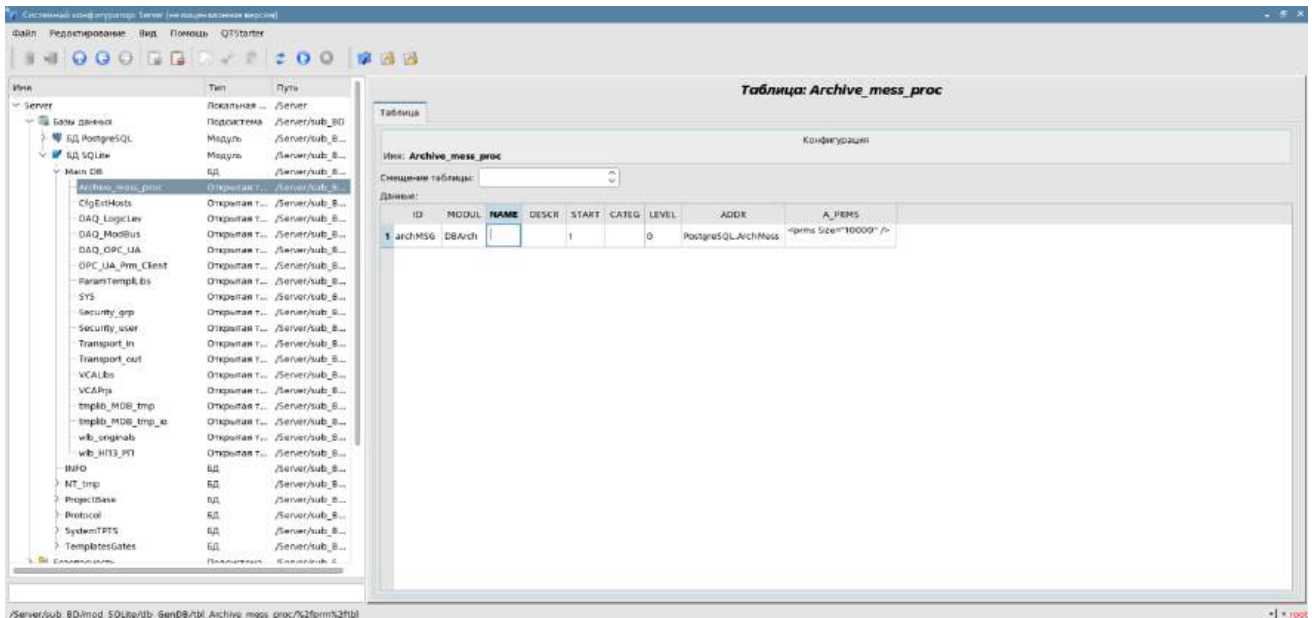 Системный конфигуратор: Server (не лицензионная версия)
Файл Редактирование Вид Помощь QTStarter
Имя Тип Путь
Server Локальная ... /Server
Базы данных Подсистема /Server/sub_BD
БД PostgreSQL Модуль /Server/sub_B...
БД SQLite Модуль /Server/sub_B...
Main DB БД /Server/sub_B...
Archive_mess_proc Открытая т... /Server/sub_B...
CfgExtHosts Открытая т... /Server/sub_B...
DAQ_LogicLev Открытая т... /Server/sub_B...
DAQ_ModBus Открытая т... /Server/sub_B...
DAQ_OPC_UA Открытая т... /Server/sub_B...
OPC_UA_Prm_Client Открытая т... /Server/sub_B...
ParamTemplLibs Открытая т... /Server/sub_B...
SYS Открытая т... /Server/sub_B...
Security_grp Открытая т... /Server/sub_B...
Security_user Открытая т... /Server/sub_B...
Transport_in Открытая т... /Server/sub_B...
Transport_out Открытая т... /Server/sub_B...
VCALibs Открытая т... /Server/sub_B...
VCAPrjs Открытая т... /Server/sub_B...
tmplib_MDB_tmp Открытая т... /Server/sub_B...
tmplib_MDB_tmp_io Открытая т... /Server/sub_B...
wlb_originals Открытая т... /Server/sub_B...
wlb_НПЗ_РП Открытая т... /Server/sub_B...
INFO БД /Server/sub_B...
NT_tmp БД /Server/sub_B...
ProjectBase БД /Server/sub_B...
Protocol БД /Server/sub_B...
SystemTPTS БД /Server/sub_B...
TemplatesGates БД /Server/sub_B...
Безопасность Подсистема
Таблица: Archive_mess_proc
Таблица
Конфигурация
Имя: Archive_mess_proc
Смещение таблицы:
Данные:
ID MODUL NAME DESCR START CATEG LEVEL ADDR A_PRMS
1 archMSG DBArch 1 0 PostgreSQL.ArchMess <prms Size="10000" />
/Server/sub_BD/mod_SQLite/db_GenDB/tbl_Archive_mess_proc/%2fprm%2ftbl
root